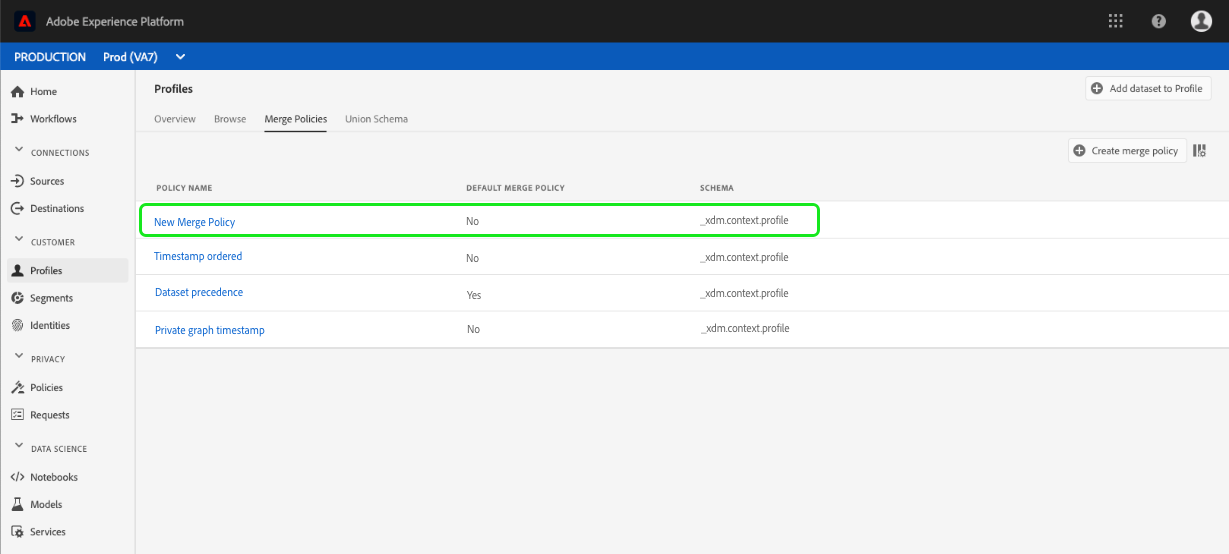 Adobe Experience Platform
PRODUCTION Prod (VA7)
Home
Workflows
CONNECTIONS
Sources
Destinations
CUSTOMER
Profiles
Segments
Identities
PRIVACY
Policies
Requests
DATA SCIENCE
Notebooks
Models
Services
Profiles
Add dataset to Profile
Overview Browse Merge Policies Union Schema
Create merge policy
POLICY NAME DEFAULT MERGE POLICY SCHEMA
New Merge Policy No _xdm.context.profile
Timestamp ordered No _xdm.context.profile
Dataset precedence Yes _xdm.context.profile
Private graph timestamp No _xdm.context.profile